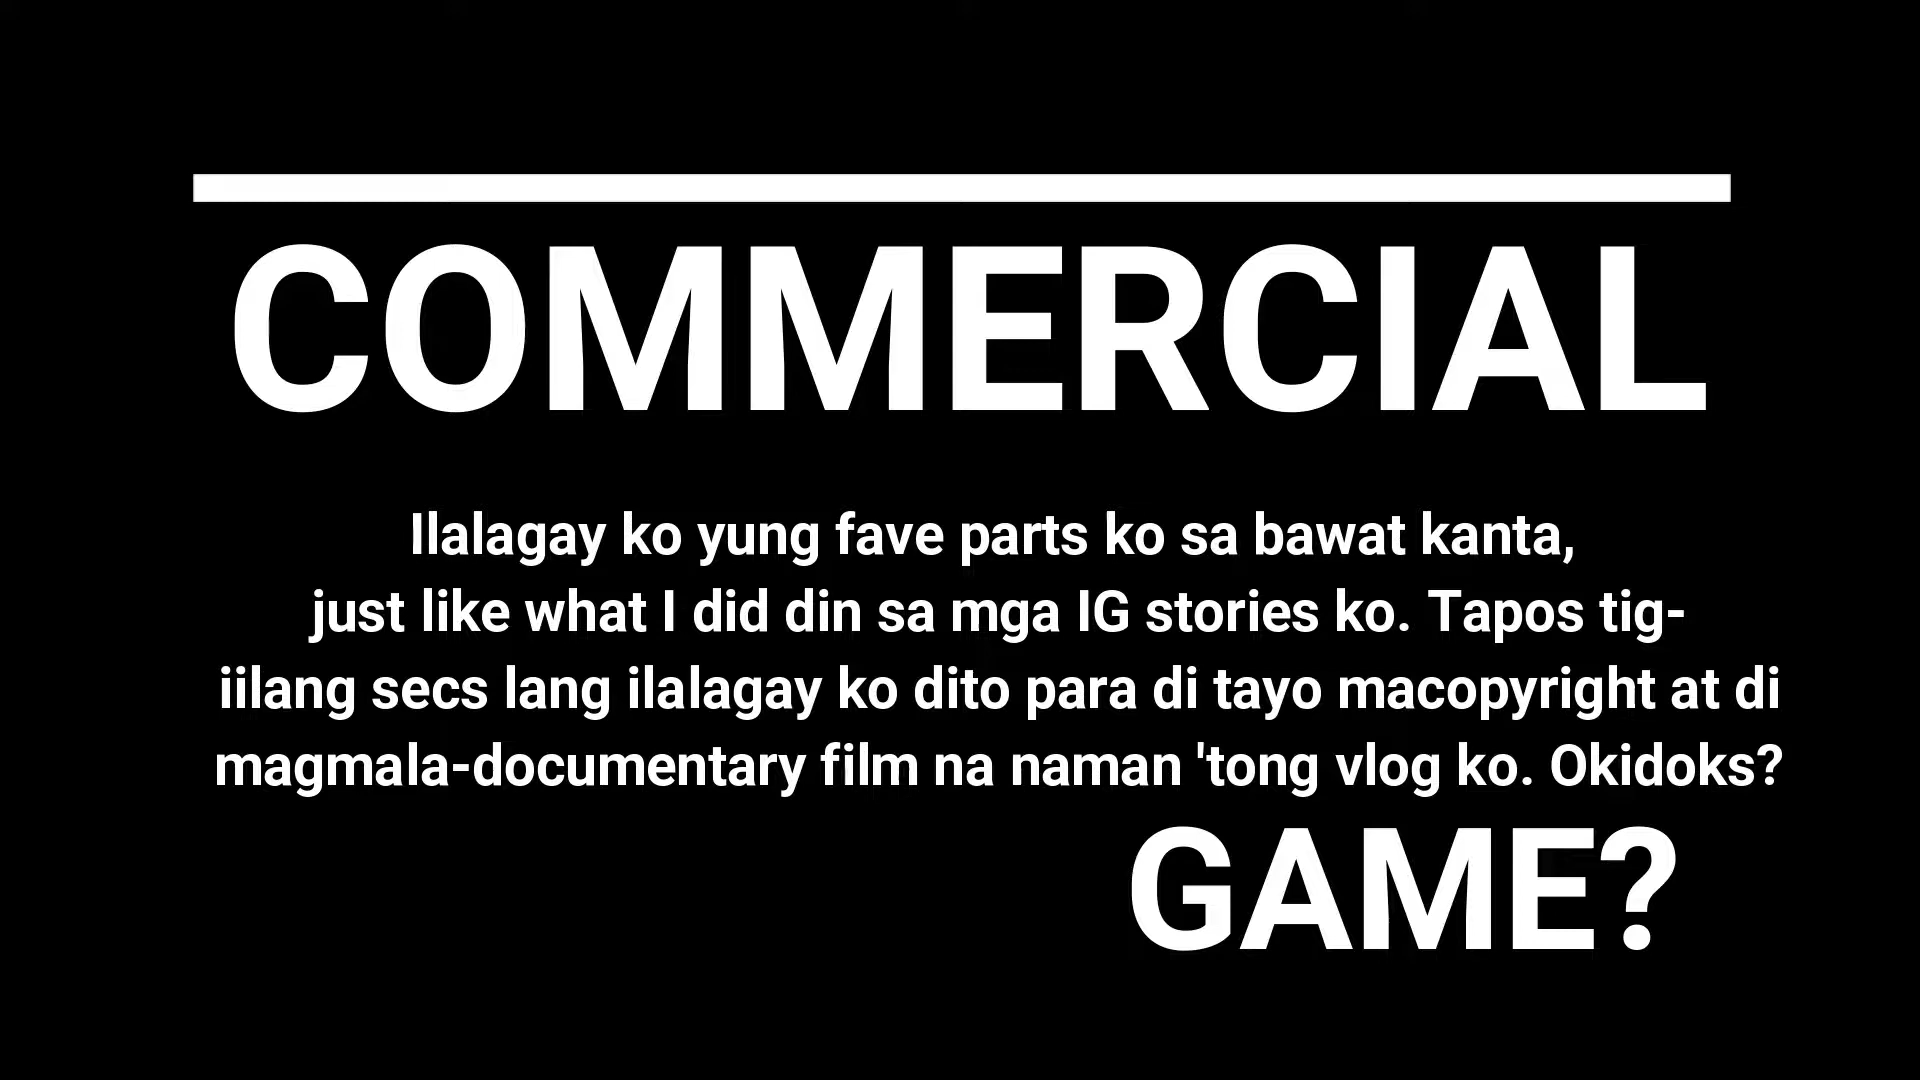 COMMERCIAL
Ilalagay ko yung fave parts ko sa bawat kanta,
just like what I did din sa mga IG stories ko. Tapos tig-
iilang secs lang ilalagay ko dito para di tayo macopyright at di
magmala-documentary film na naman 'tong vlog ko. Okidoks?
GAME?